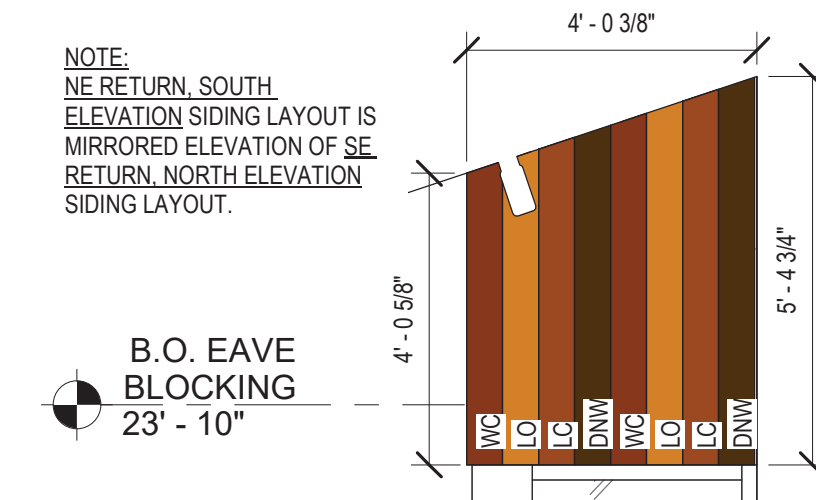 4' - 0 3/8"
NOTE:
NE RETURN, SOUTH
ELEVATION SIDING LAYOUT IS
MIRRORED ELEVATION OF SE
RETURN, NORTH ELEVATION
SIDING LAYOUT.
4' - 0 5/8"
5' - 4 3/4"
B.O. EAVE
BLOCKING
23' - 10"
WC
LO
LC
DNW
WC
LO
LC
DNW